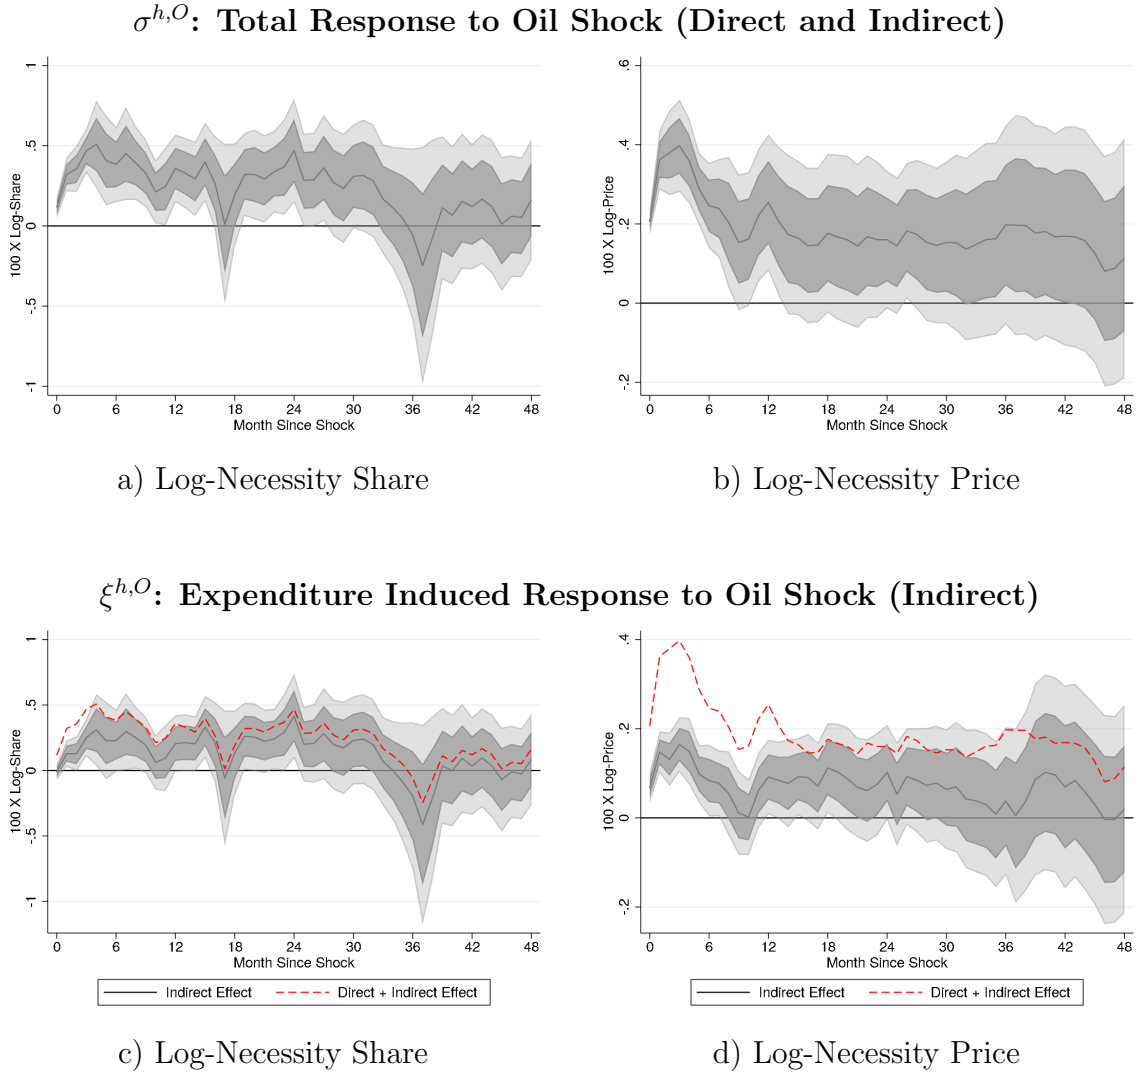 σ^{h,O}: Total Response to Oil Shock (Direct and Indirect)
100 X Log-Share
1
.5
0
-.5
-1
0 6 12 18 24 30 36 42 48
Month Since Shock
a) Log-Necessity Share
100 X Log-Price
.6
.4
.2
0
-.2
0 6 12 18 24 30 36 42 48
Month Since Shock
b) Log-Necessity Price
ξ^{h,O}: Expenditure Induced Response to Oil Shock (Indirect)
100 X Log-Share
1
.5
0
-.5
-1
0 6 12 18 24 30 36 42 48
Month Since Shock
Indirect Effect Direct + Indirect Effect
c) Log-Necessity Share
100 X Log-Price
.4
.2
0
-.2
0 6 12 18 24 30 36 42 48
Month Since Shock
Indirect Effect Direct + Indirect Effect
d) Log-Necessity Price